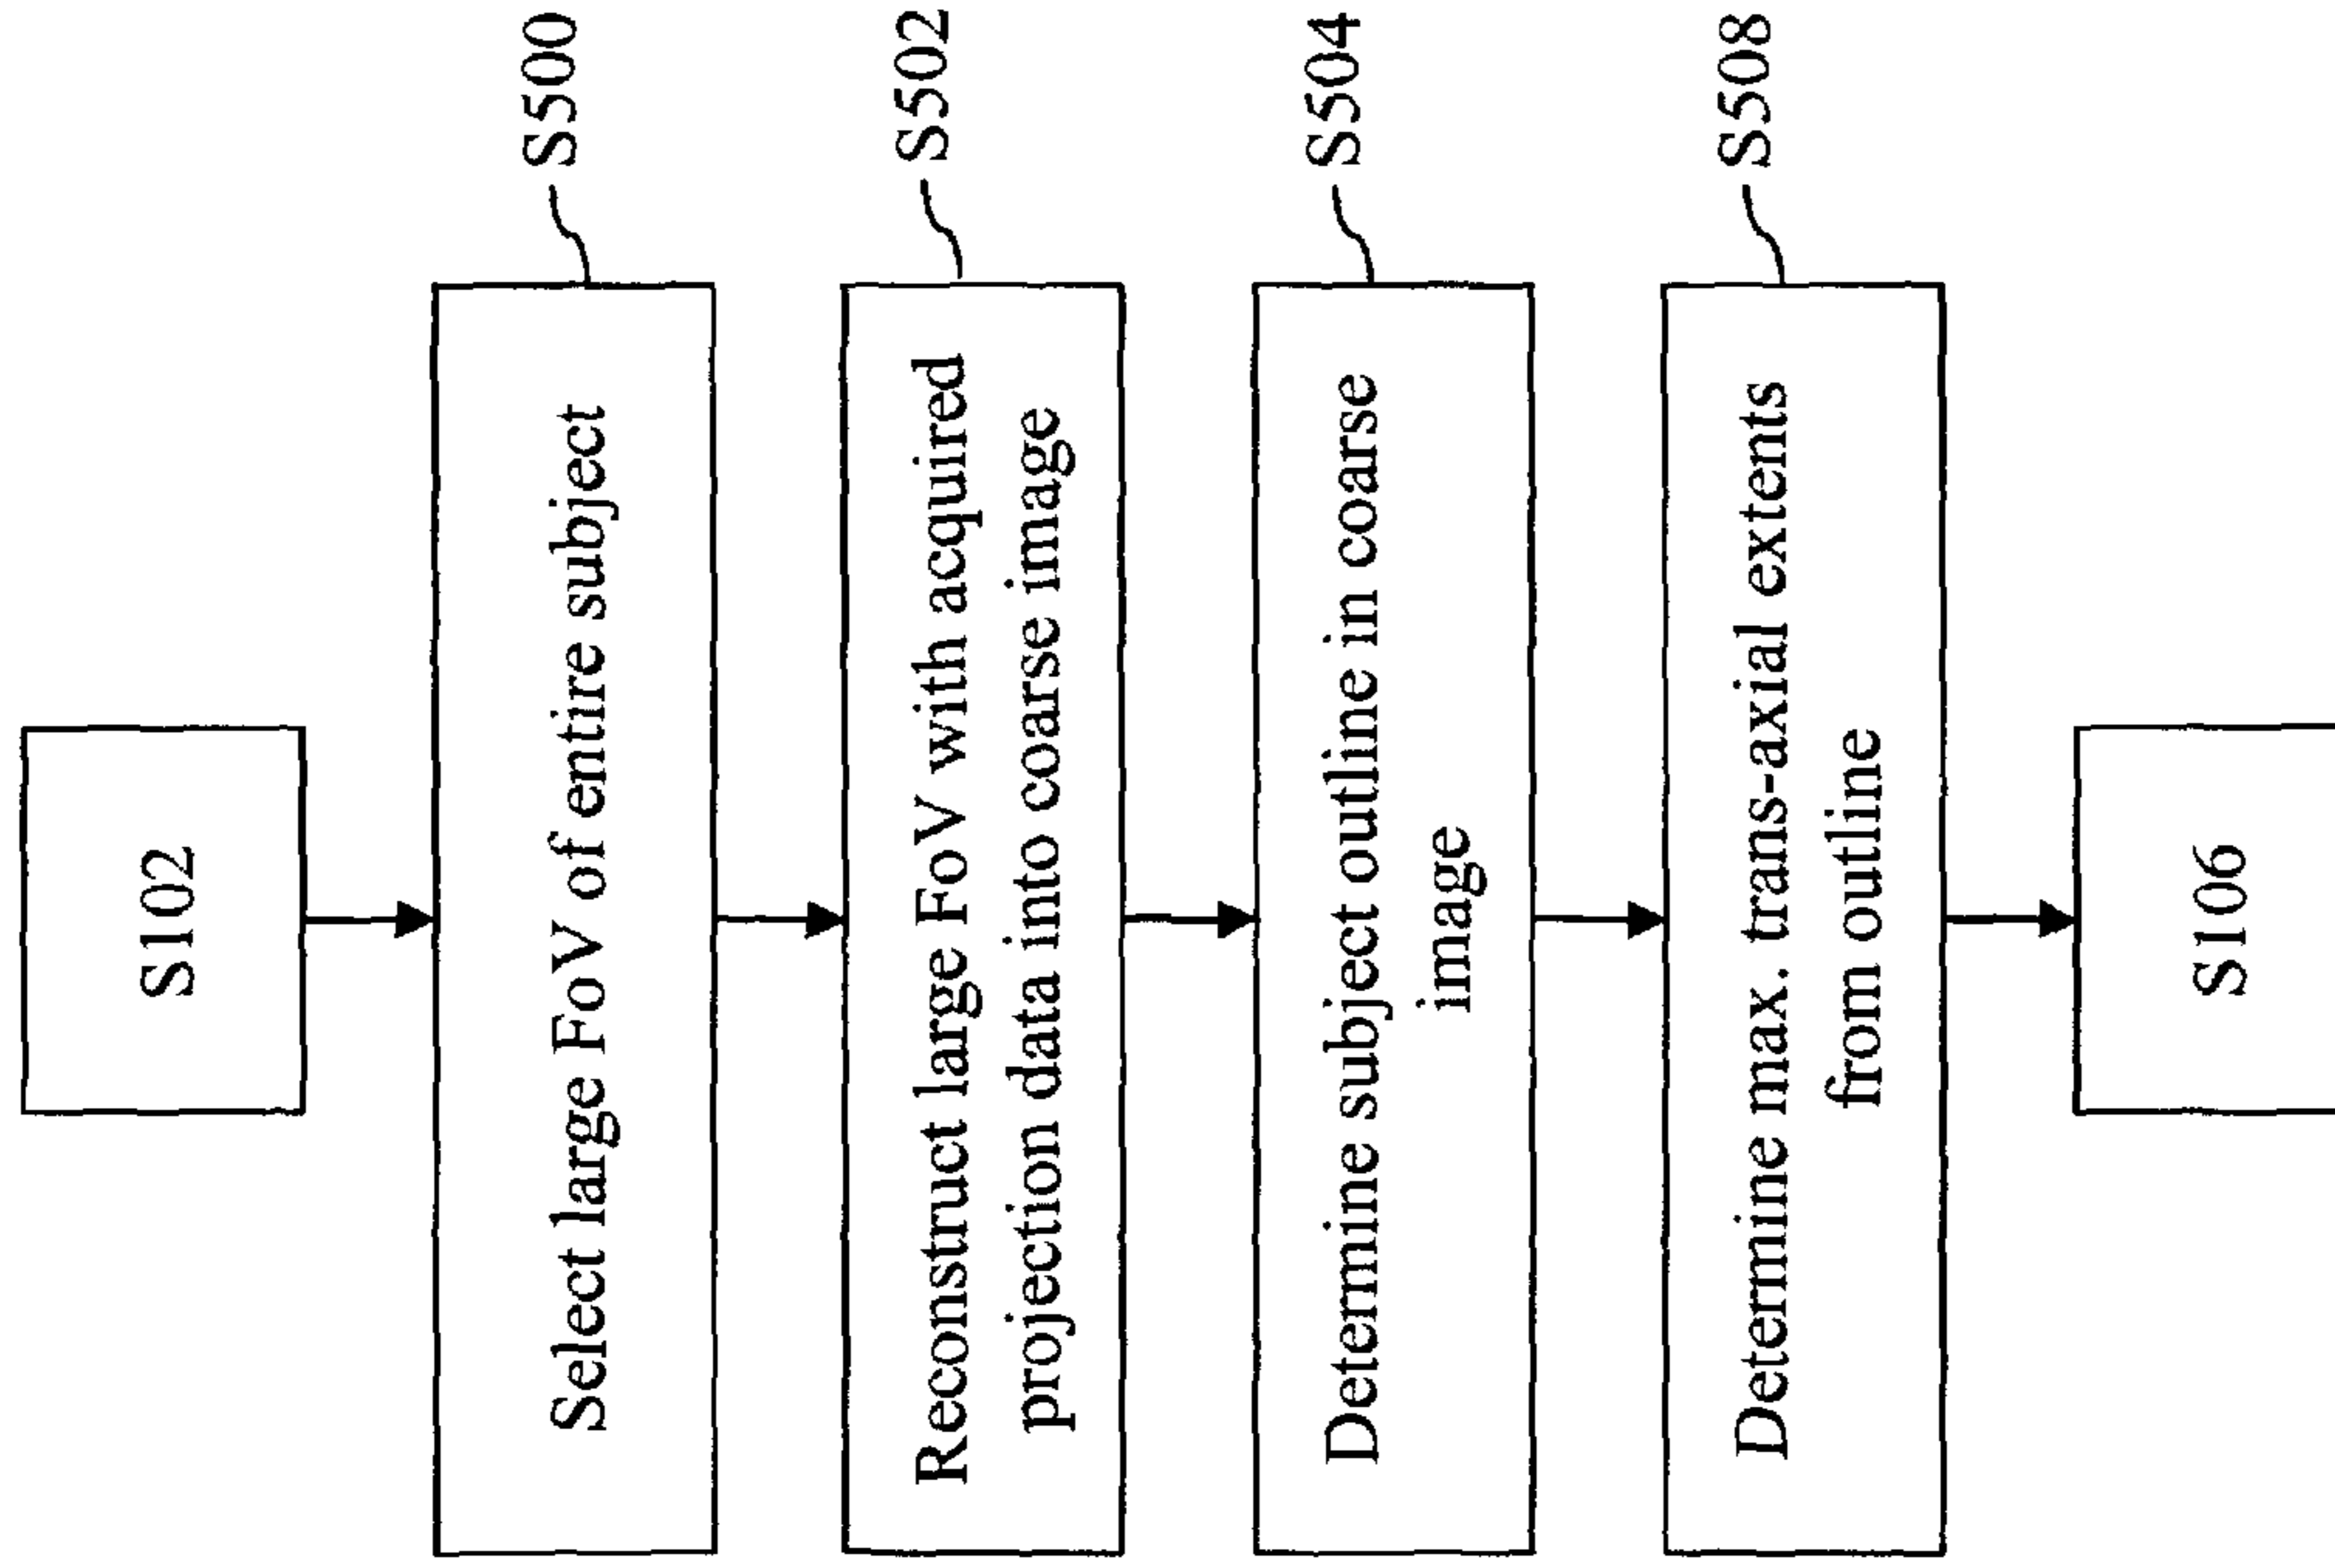 S102
Select large FoV of entire subject
S500
Reconstruct large FoV with acquired
projection data into coarse image
S502
Determine subject outline in coarse
image
S504
Determine max. trans-axial extents
from outline
S508
S106